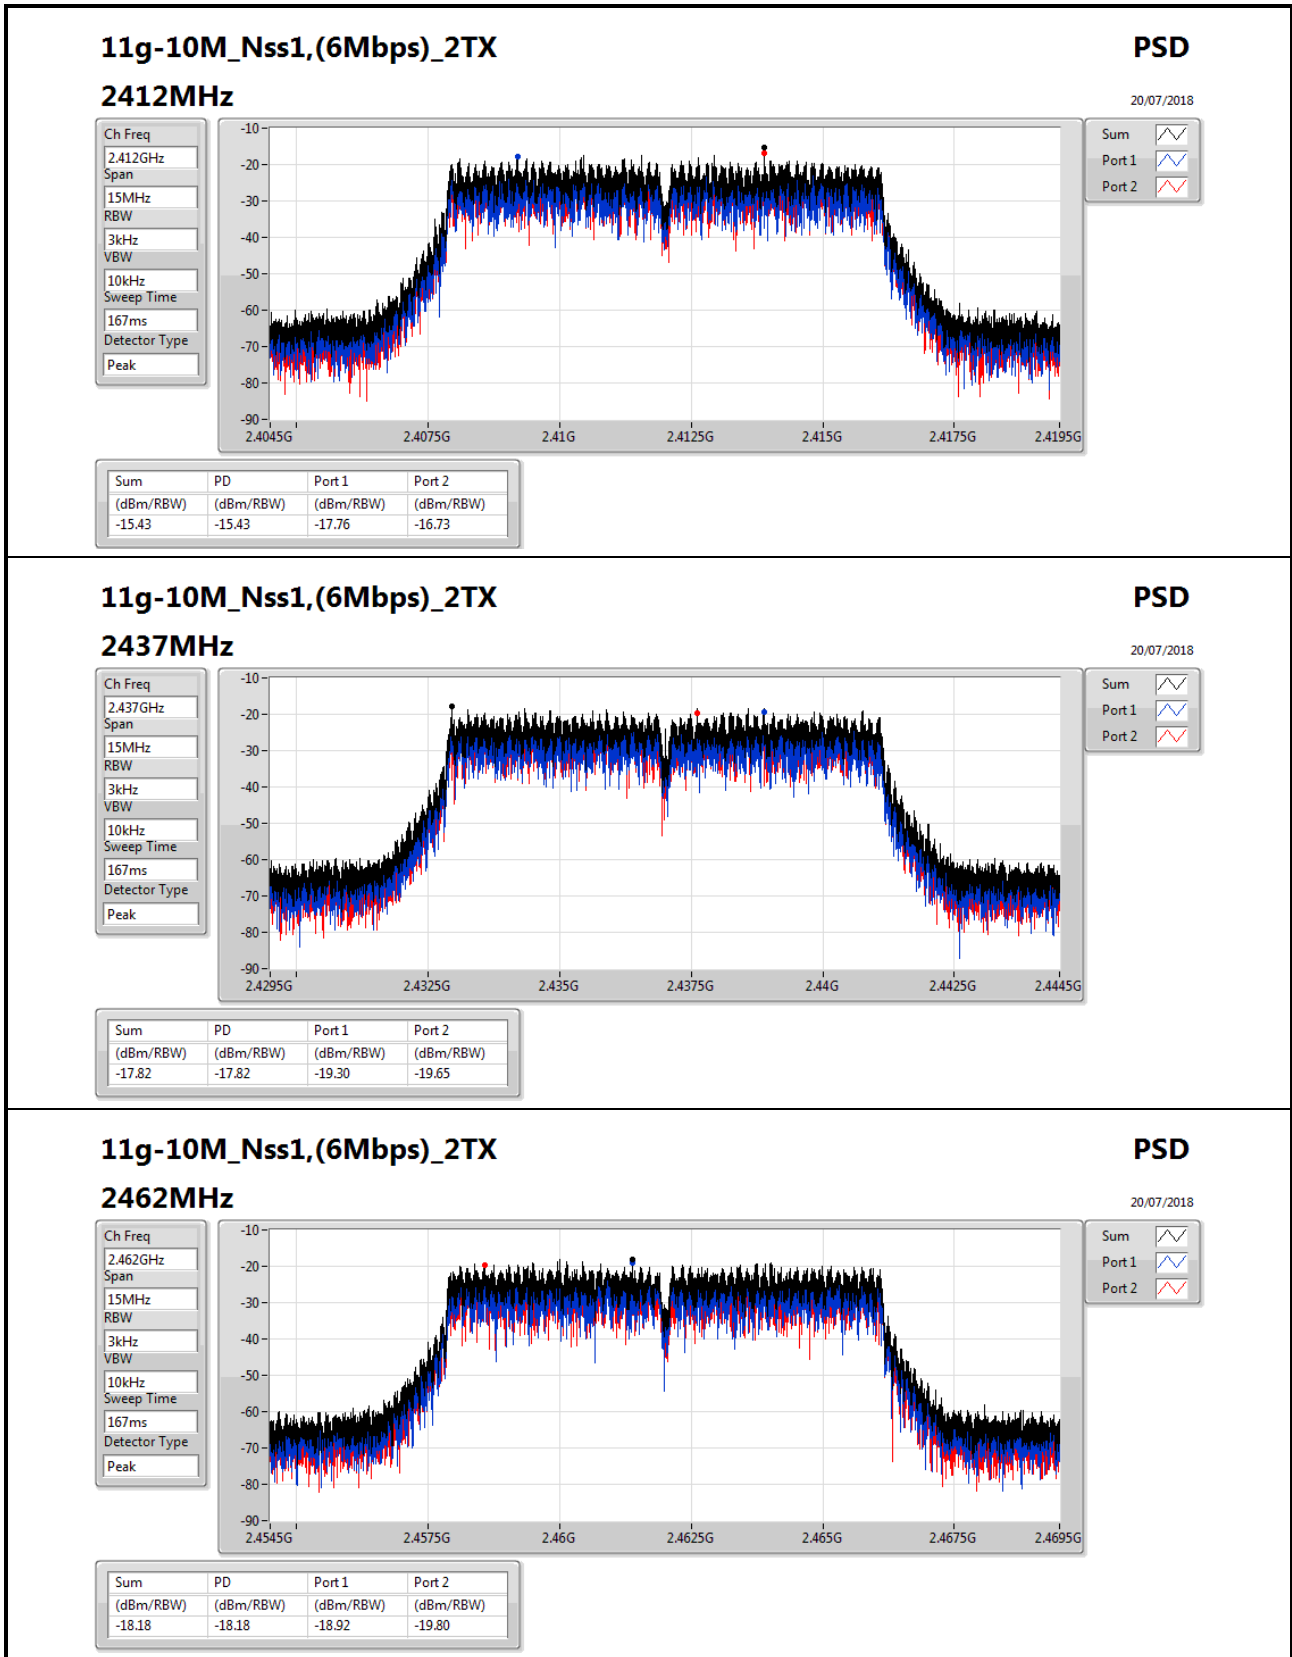 11g-10M_Nss1,(6Mbps)_2TX PSD
2412MHz 20/07/2018
Ch Freq
2.412GHz
Span
15MHz
RBW
3kHz
VBW
10kHz
Sweep Time
167ms
Detector Type
Peak
-10
-20
-30
-40
-50
-60
-70
-80
-90
2.4045G 2.4075G 2.41G 2.4125G 2.415G 2.4175G 2.4195G
Sum
Port 1
Port 2
Sum PD Port 1 Port 2
(dBm/RBW) (dBm/RBW) (dBm/RBW) (dBm/RBW)
-15.43 -15.43 -17.76 -16.73
11g-10M_Nss1,(6Mbps)_2TX PSD
2437MHz 20/07/2018
Ch Freq
2.437GHz
Span
15MHz
RBW
3kHz
VBW
10kHz
Sweep Time
167ms
Detector Type
Peak
-10
-20
-30
-40
-50
-60
-70
-80
-90
2.4295G 2.4325G 2.435G 2.4375G 2.44G 2.4425G 2.4445G
Sum
Port 1
Port 2
Sum PD Port 1 Port 2
(dBm/RBW) (dBm/RBW) (dBm/RBW) (dBm/RBW)
-17.82 -17.82 -19.30 -19.65
11g-10M_Nss1,(6Mbps)_2TX PSD
2462MHz 20/07/2018
Ch Freq
2.462GHz
Span
15MHz
RBW
3kHz
VBW
10kHz
Sweep Time
167ms
Detector Type
Peak
-10
-20
-30
-40
-50
-60
-70
-80
-90
2.4545G 2.4575G 2.46G 2.4625G 2.465G 2.4675G 2.4695G
Sum
Port 1
Port 2
Sum PD Port 1 Port 2
(dBm/RBW) (dBm/RBW) (dBm/RBW) (dBm/RBW)
-18.18 -18.18 -18.92 -19.80